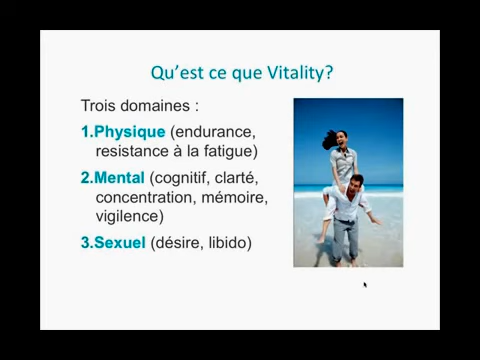 Qu’est ce que Vitality?
Trois domaines :
1.Physique (endurance,
resistance à la fatigue)
2.Mental (cognitif, clarté,
concentration, mémoire,
vigilence)
3.Sexuel (désire, libido)